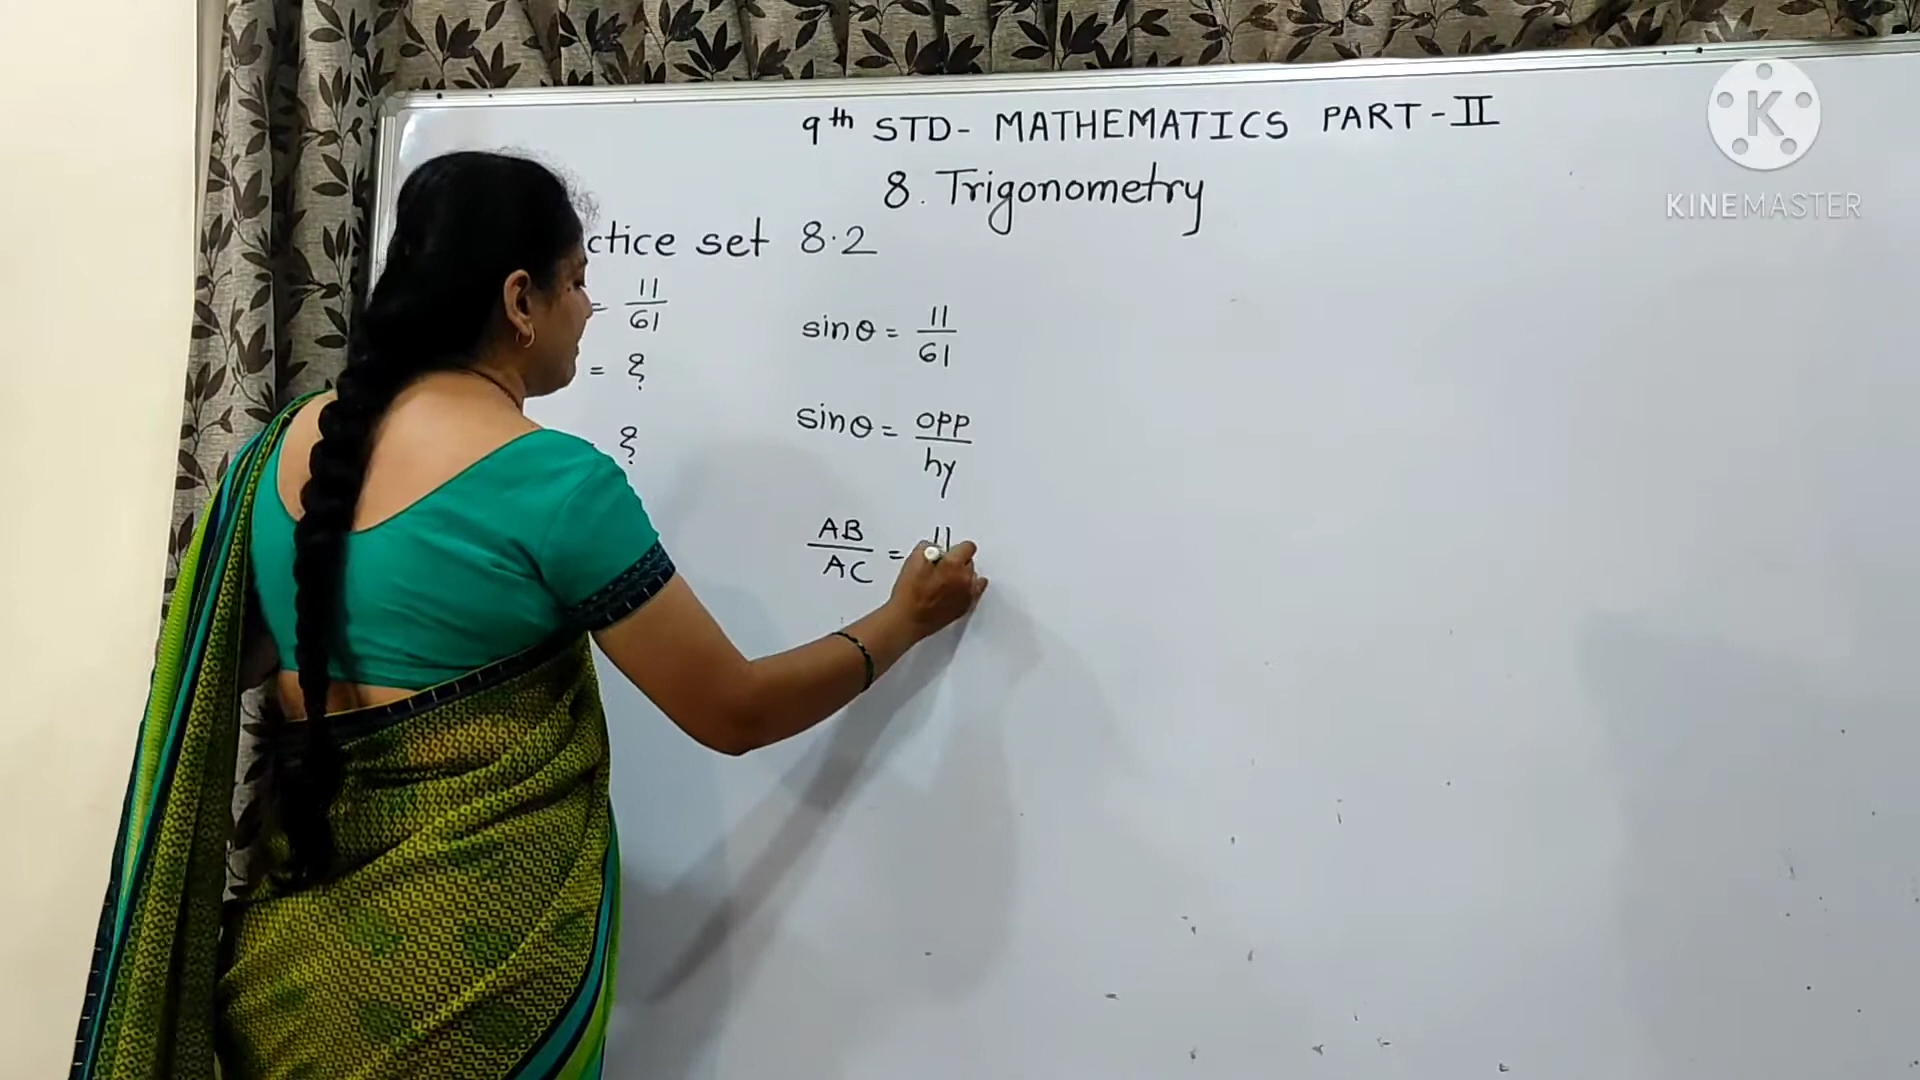 9th STD- MATHEMATICS PART-II
8. Trigonometry
ctice set 8.2
= 11/61
= ?
?
sinθ = 11/61
sinθ = opp/hy
AB/AC = 11
K
KINEMASTER